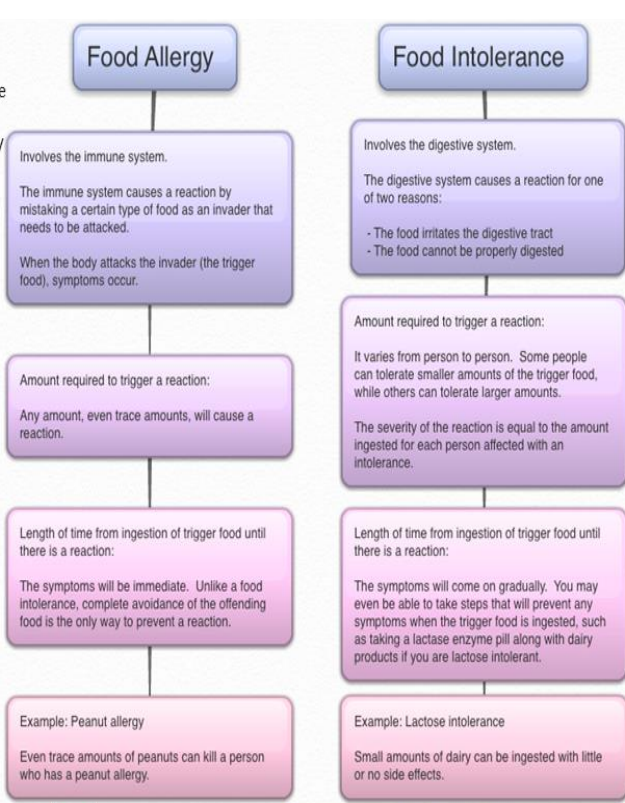 Food Allergy
Involves the immune system.
The immune system causes a reaction by
mistaking a certain type of food as an invader that
needs to be attacked.
When the body attacks the invader (the trigger
food), symptoms occur.
Amount required to trigger a reaction:
Any amount, even trace amounts, will cause a
reaction.
Length of time from ingestion of trigger food until
there is a reaction:
The symptoms will be immediate. Unlike a food
intolerance, complete avoidance of the offending
food is the only way to prevent a reaction.
Example: Peanut allergy
Even trace amounts of peanuts can kill a person
who has a peanut allergy.
Food Intolerance
Involves the digestive system.
The digestive system causes a reaction for one
of two reasons:
- The food irritates the digestive tract
- The food cannot be properly digested
Amount required to trigger a reaction:
It varies from person to person. Some people
can tolerate smaller amounts of the trigger food,
while others can tolerate larger amounts.
The severity of the reaction is equal to the amount
ingested for each person affected with an
intolerance.
Length of time from ingestion of trigger food until
there is a reaction:
The symptoms will come on gradually. You may
even be able to take steps that will prevent any
symptoms when the trigger food is ingested, such
as taking a lactase enzyme pill along with dairy
products if you are lactose intolerant.
Example: Lactose intolerance
Small amounts of dairy can be ingested with little
or no side effects.